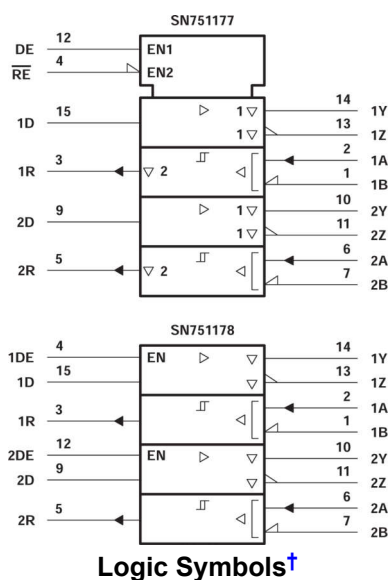 SN751177
DE 12 EN1
RE 4 EN2
1D 15 1 14 1Y
1 13 1Z
1R 3 2 2 1A
1 1B
2D 9 1 10 2Y
1 11 2Z
2R 5 2 6 2A
7 2B
SN751178
1DE 4 EN 14 1Y
1D 15 13 1Z
1R 3 2 1A
1 1B
2DE 12 EN 10 2Y
2D 9 11 2Z
2R 5 6 2A
7 2B
Logic Symbols†